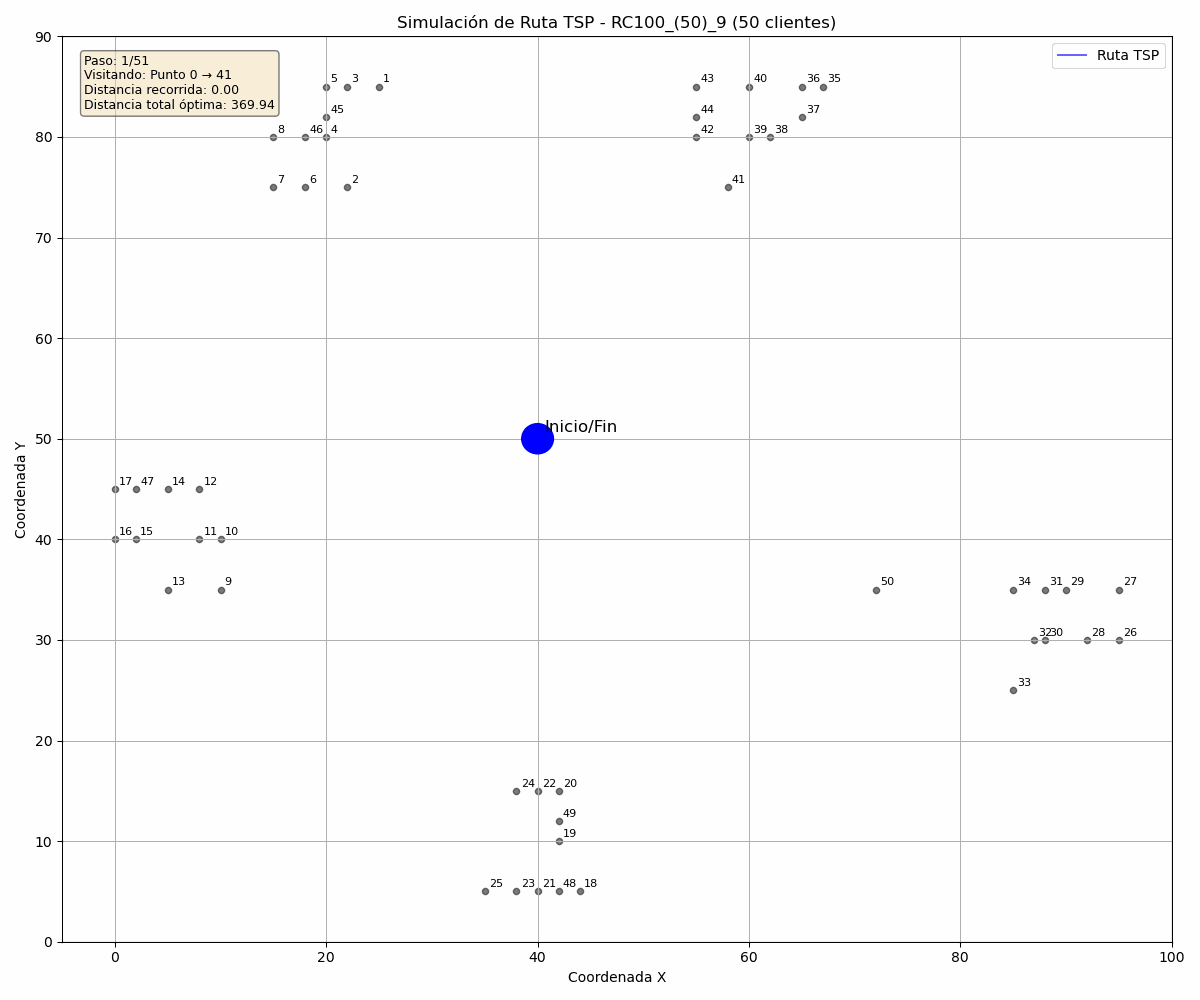 Simulación de Ruta TSP - RC100_(50)_9 (50 clientes)
Paso: 1/51
Visitando: Punto 0 → 41
Distancia recorrida: 0.00
Distancia total óptima: 369.94
Ruta TSP
90
5 3 1 43 40 36 35
45 44 37
80 8 46 4 42 39 38
7 6 2 41
70
60
Inicio/Fin
50
Coordenada Y
17 47 14 12
40 16 15 11 10
13 9 50 34 31 29 27
30 32 30 28 26
33
20
24 22 20
49
10 19
25 23 21 48 18
0
0 20 40 60 80 100
Coordenada X